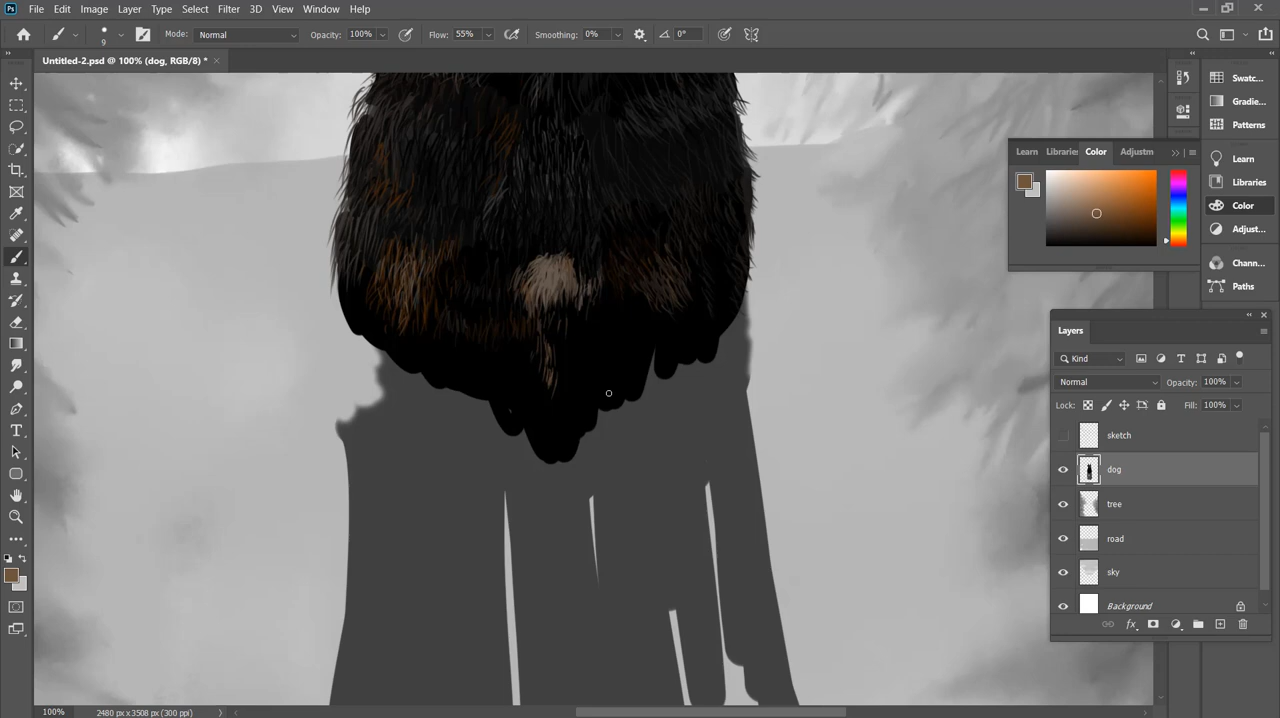 File Edit Image Layer Type Select Filter 3D View Window Help
9 Mode: Normal Opacity: 100% Flow: 55% Smoothing: 0% 0°
Untitled-2.psd @ 100% (dog, RGB/8) *
Learn Libraries Color Adjustm
Swatc...
Gradie...
Patterns
Learn
Libraries
Color
Adjust...
Chann...
Paths
Layers
Kind
Normal Opacity: 100%
Lock: Fill: 100%
sketch
dog
tree
road
sky
Background
fx
100% 2480 px x 3508 px (300 ppi)